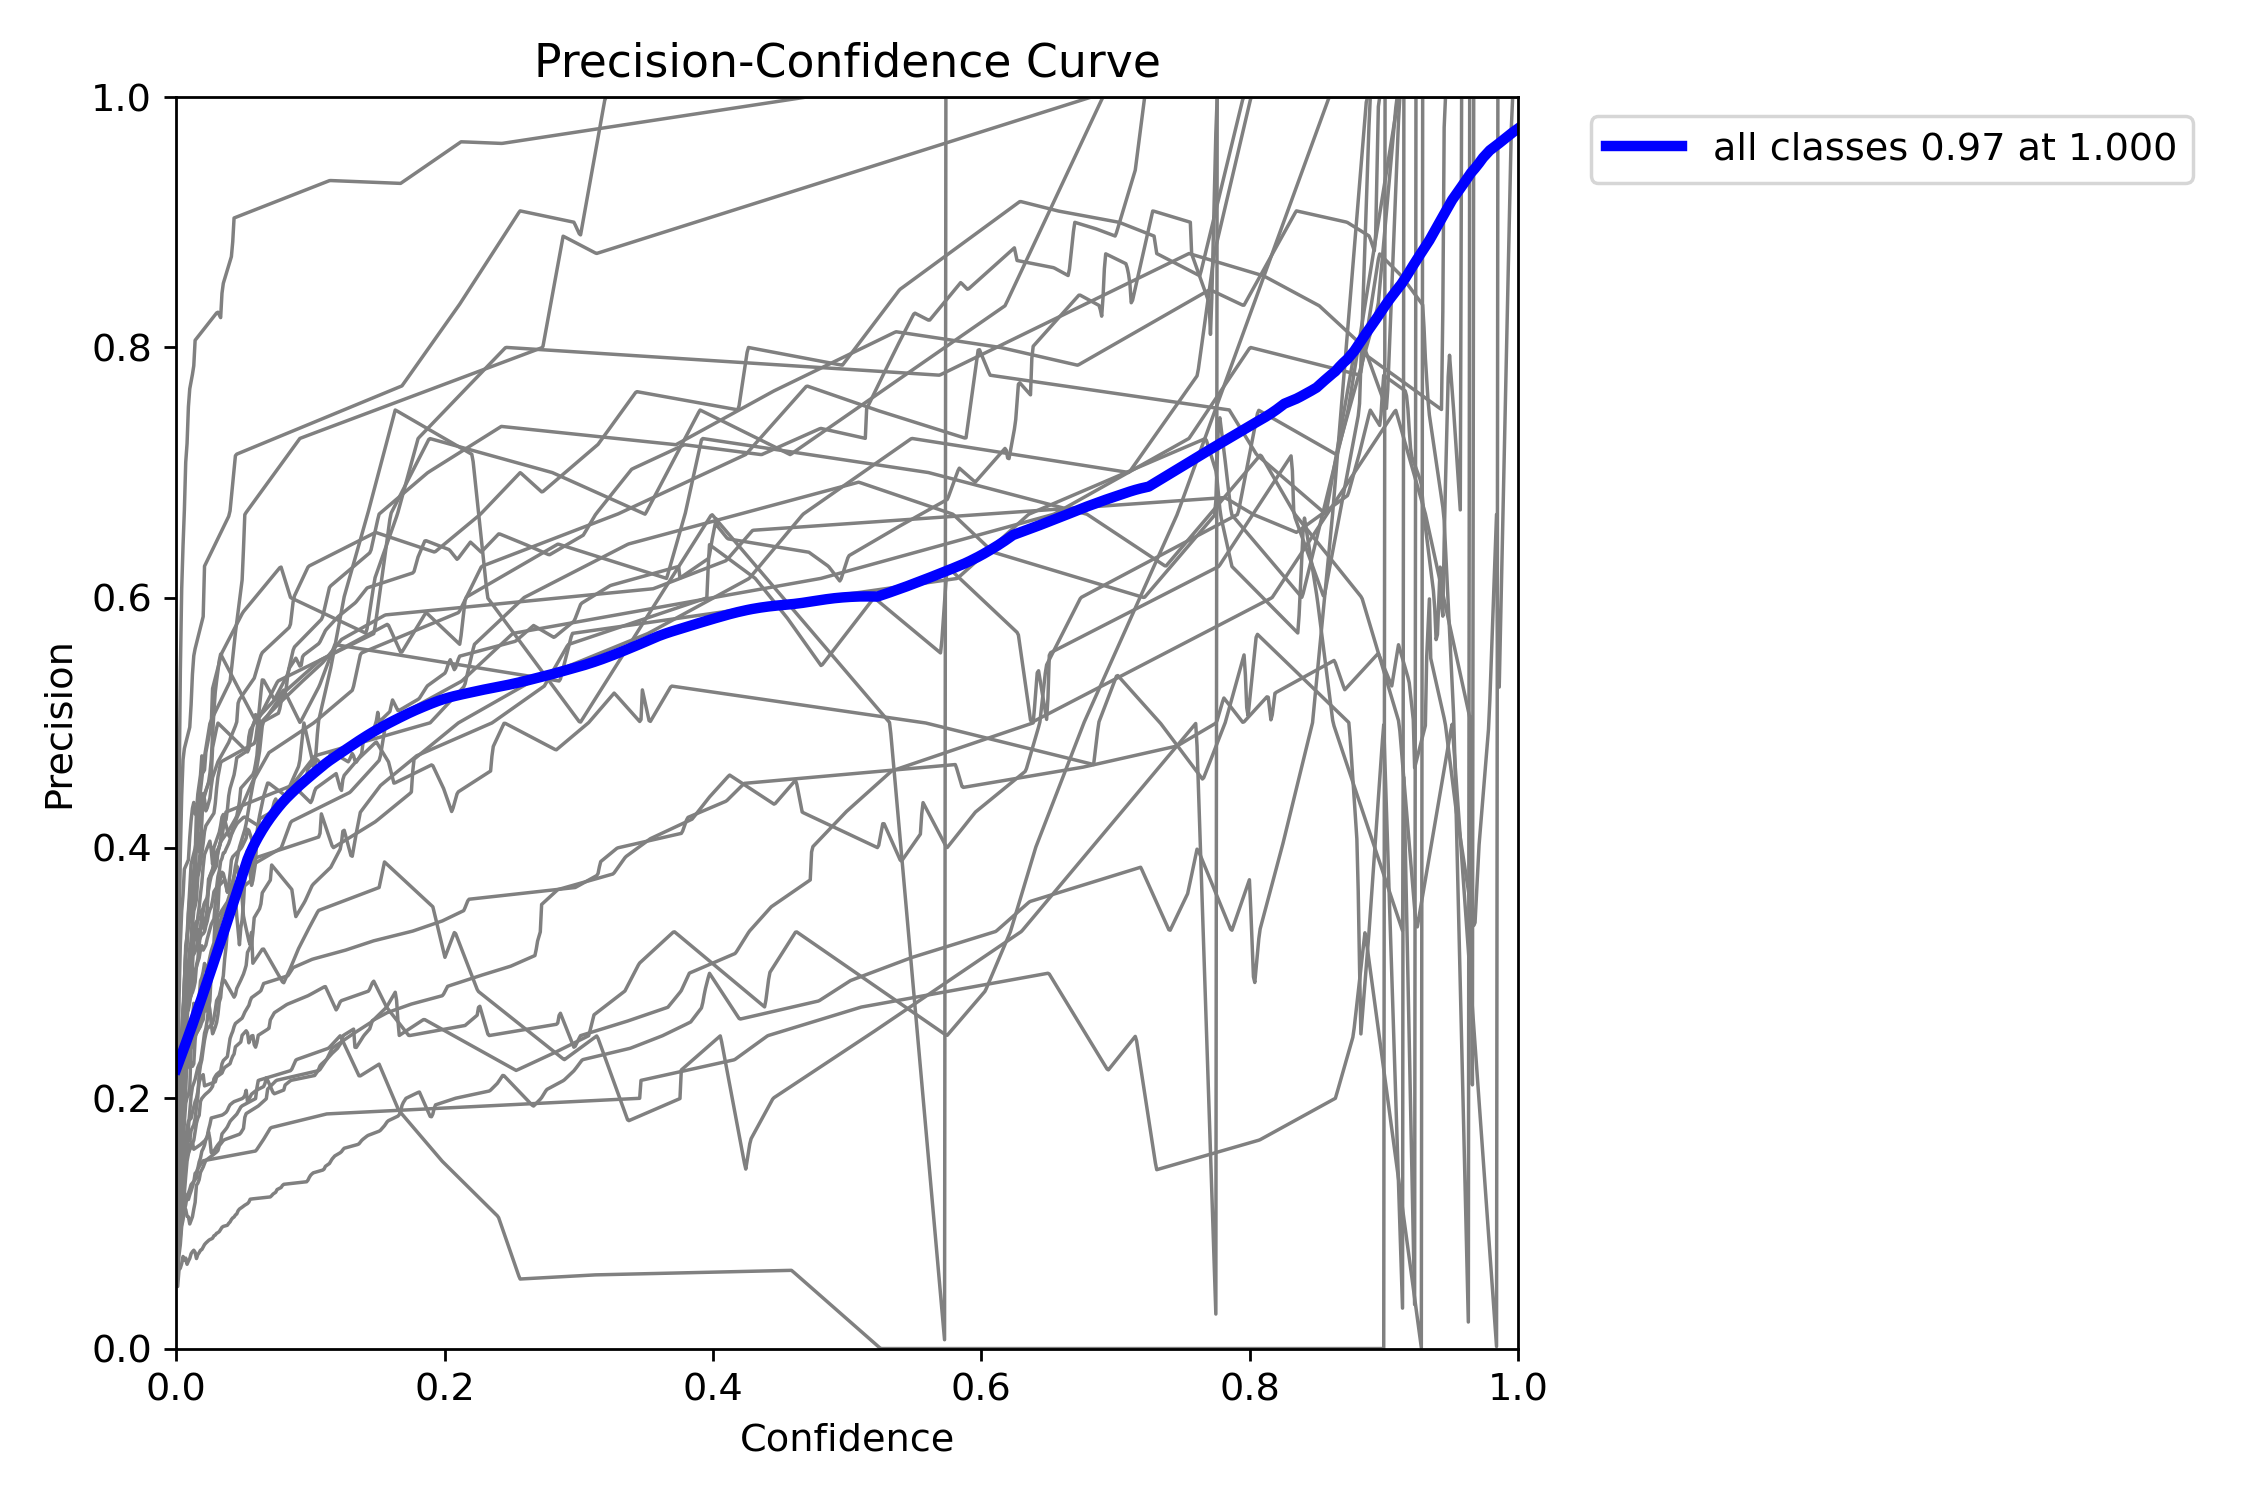 Precision-Confidence Curve
all classes 0.97 at 1.000
Precision
1.0
0.8
0.6
0.4
0.2
0.0
0.0 0.2 0.4 0.6 0.8 1.0
Confidence